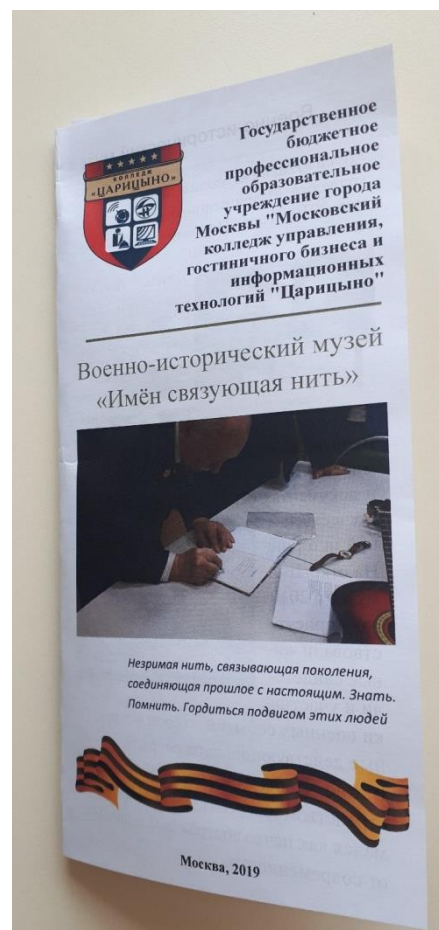 КОЛЛЕДЖ
«ЦАРИЦЫНО»
Государственное
бюджетное
профессиональное
образовательное
учреждение города
Москвы "Московский
колледж управления,
гостиничного бизнеса и
информационных
технологий "Царицыно"
Военно-исторический музей
«Имён связующая нить»
Незримая нить, связывающая поколения,
соединяющая прошлое с настоящим. Знать.
Помнить. Гордиться подвигом этих людей
Москва, 2019